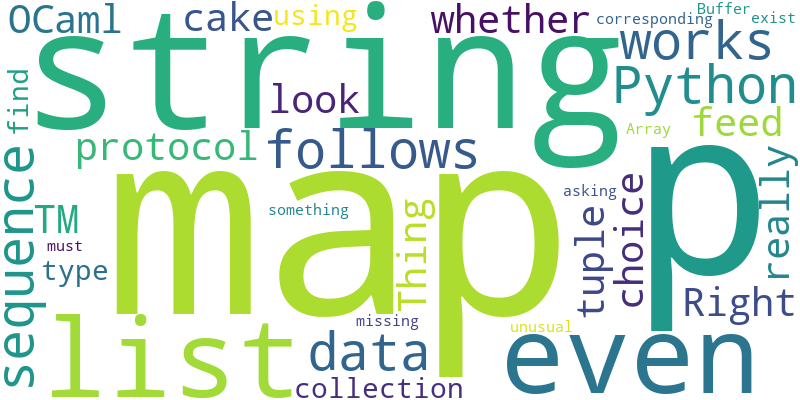 OCaml
cake
using
whether
corresponding
Buffer
exist
string
works
look
Python
find
Array
feed
protocol
follows
map
p
really
sequence
something
asking
TM
Thing
tuple
choice
must
type
Right
missing
unusual
list
data
even
collection